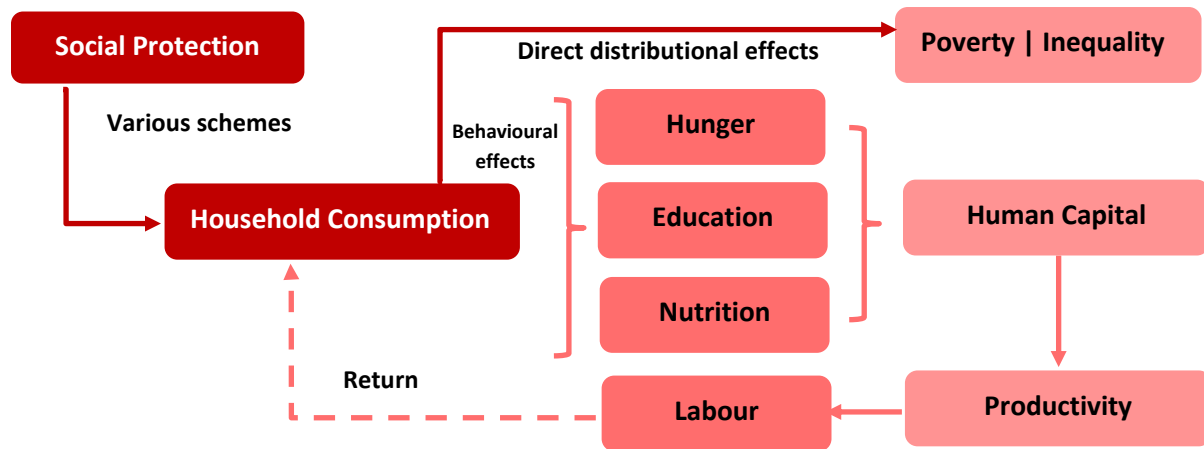 Social Protection
Direct distributional effects
Poverty | Inequality
Various schemes
Behavioural
effects
Hunger
Household Consumption
Education
Human Capital
Nutrition
Return
Labour
Productivity